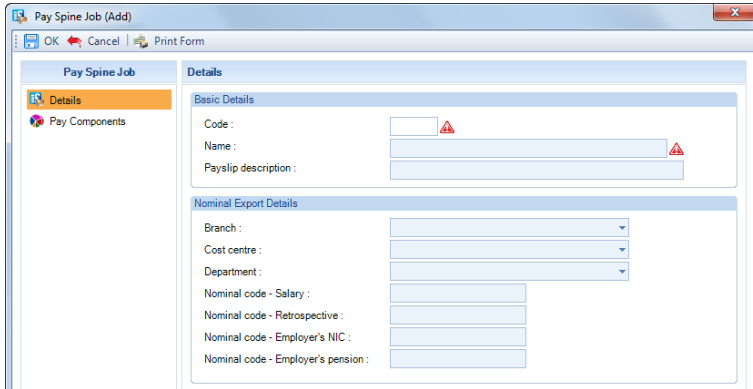 Pay Spine Job (Add)
OK Cancel Print Form
Pay Spine Job
Details
Pay Components
Details
Basic Details
Code :
Name :
Payslip description :
Nominal Export Details
Branch :
Cost centre :
Department :
Nominal code - Salary :
Nominal code - Retrospective :
Nominal code - Employer's NIC :
Nominal code - Employer's pension :